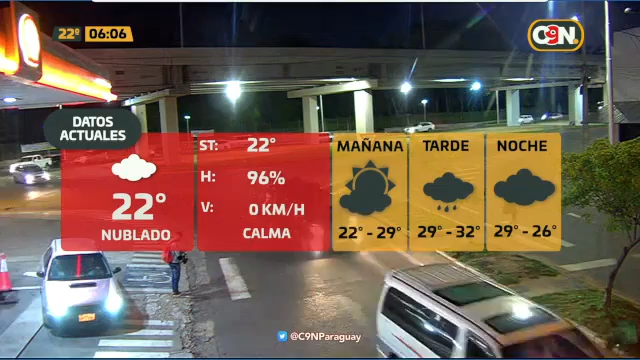 22° 06:06
C9N
DATOS
ACTUALES
22°
NUBLADO
ST: 22°
H: 96%
V: 0 KM/H
CALMA
MAÑANA
22° - 29°
TARDE
29° - 32°
NOCHE
29° - 26°
@C9NParaguay